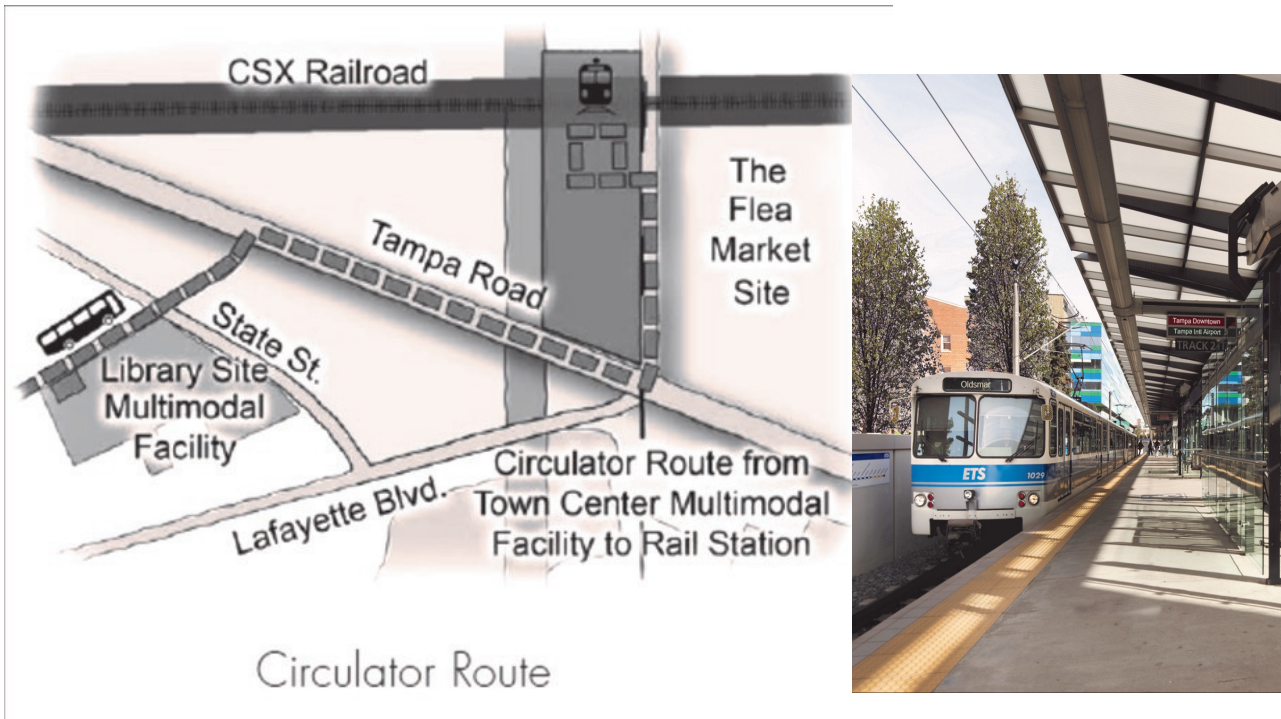 CSX Railroad
The
Flea
Market
Site
Tampa Road
State St.
Library Site
Multimodal
Facility
Lafayette Blvd.
Circulator Route from
Town Center Multimodal
Facility to Rail Station
Circulator Route
Tampa Downtown
Tampa Intl Airport
TRACK 21
Oldsmar
ETS
1029